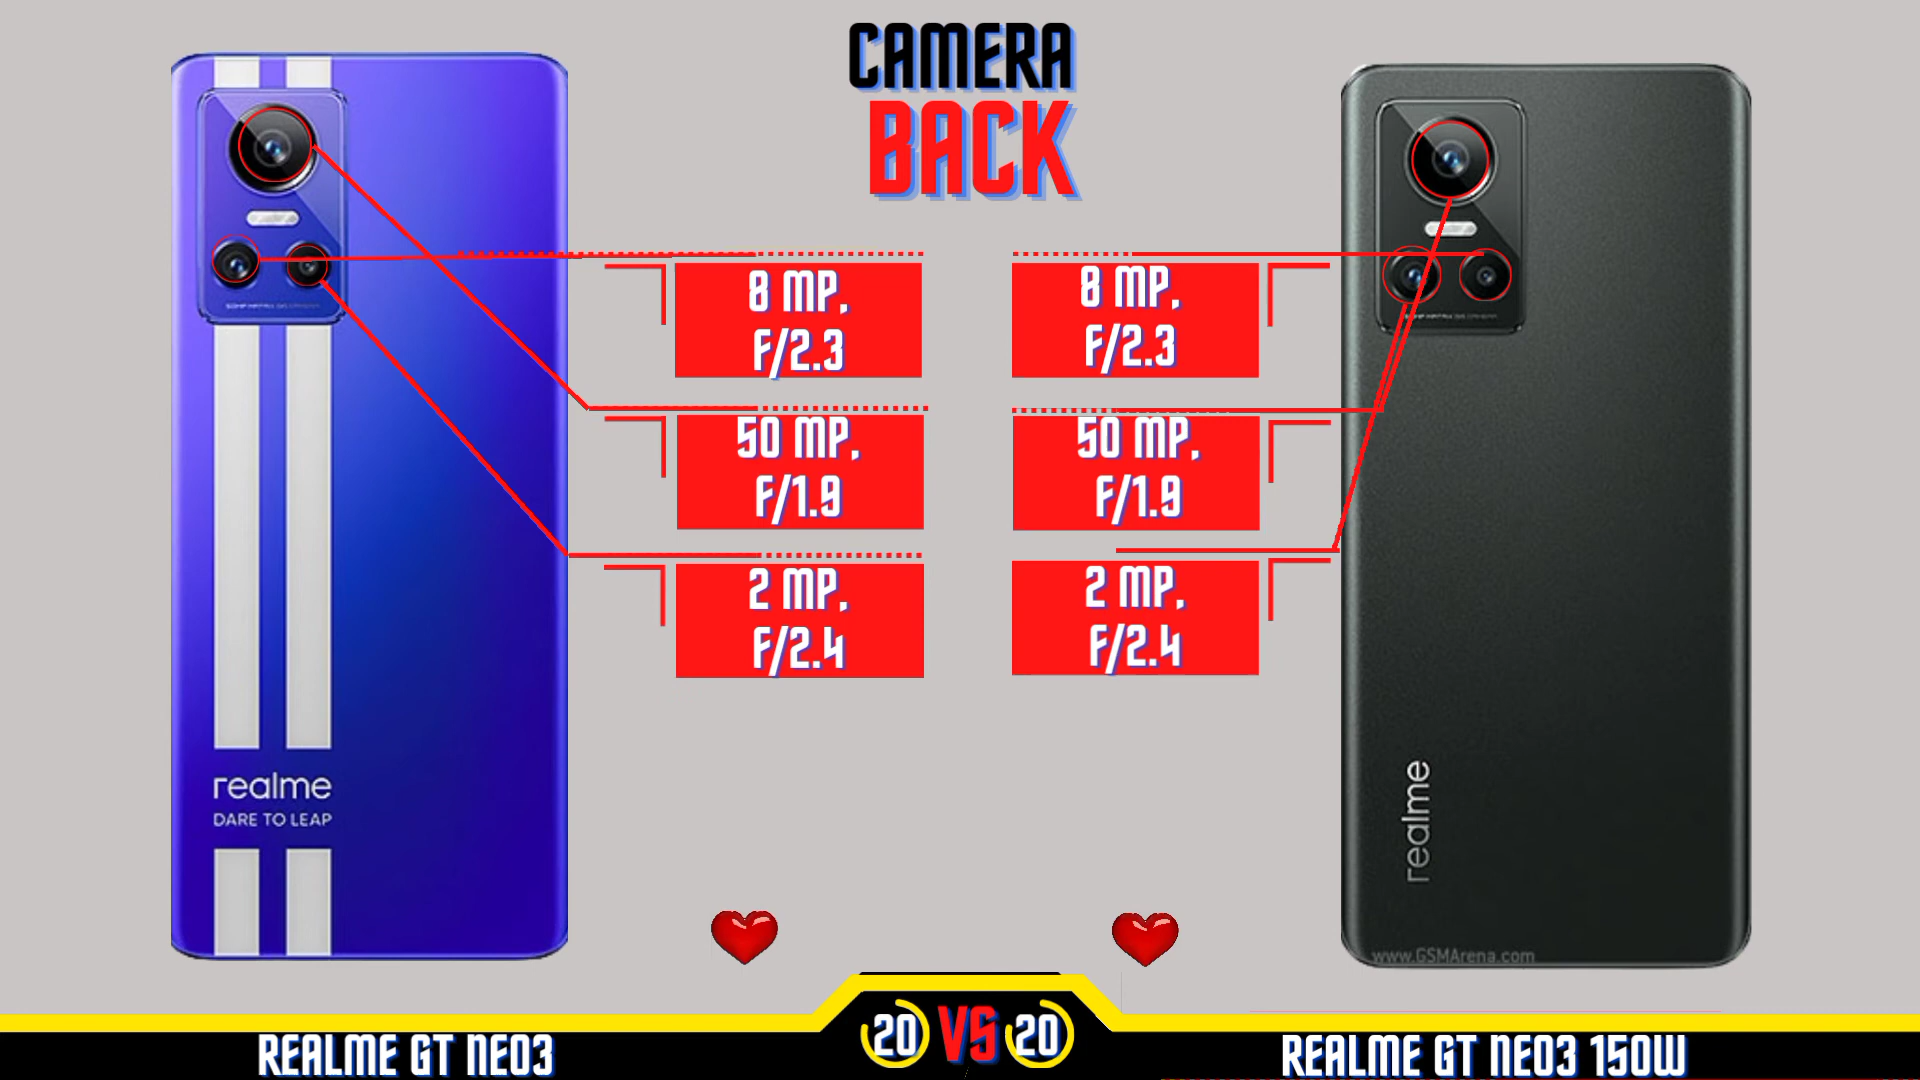 CAMERA
BACK
8 MP,
F/2.3
50 MP,
F/1.9
2 MP,
F/2.4
8 MP,
F/2.3
50 MP,
F/1.9
2 MP,
F/2.4
realme
DARE TO LEAP
realme
www.GSMArena.com
20 VS 20
REALME GT NEO3
REALME GT NEO3 150W